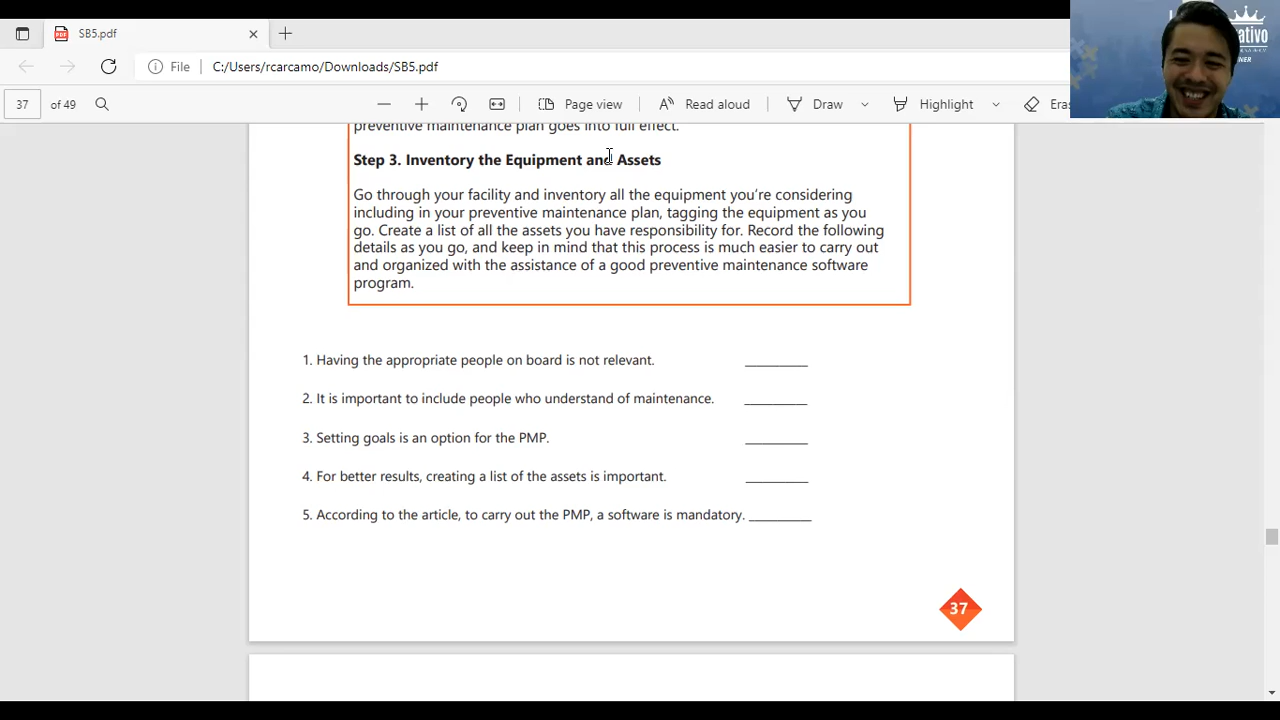 SB5.pdf
File C:/Users/rcarcamo/Downloads/SB5.pdf
37 of 49 Page view Read aloud Draw Highlight Eras
preventive maintenance plan goes into full effect.
Step 3. Inventory the Equipment and Assets
Go through your facility and inventory all the equipment you're considering
including in your preventive maintenance plan, tagging the equipment as you
go. Create a list of all the assets you have responsibility for. Record the following
details as you go, and keep in mind that this process is much easier to carry out
and organized with the assistance of a good preventive maintenance software
program.
1. Having the appropriate people on board is not relevant. _________
2. It is important to include people who understand of maintenance. _________
3. Setting goals is an option for the PMP. _________
4. For better results, creating a list of the assets is important. _________
5. According to the article, to carry out the PMP, a software is mandatory. _________
37